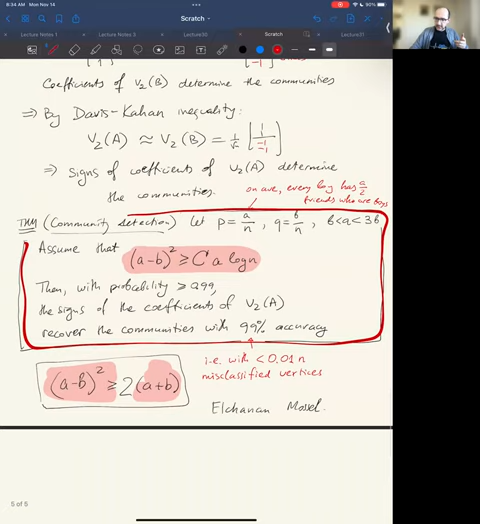 8:34 AM Mon Nov 14
90%
Scratch
Lecture Notes 1
Lecture Notes 3
Lecture30
Scratch
Lecture31
Coefficients of V₂(B) determine the communities
⇒ By Davis-Kahan inequality:
V₂(A) ≈ V₂(B) = 1/√n [1 -1 -1]
⇒ Signs of coefficients of V₂(A) determine
the communities.
on ave, every boy has a/2
friends who are boys
THM (Community detection) Let p = a/n, q = b/n, b<a<3b
Assume that
(a-b)² ≥ C a log n
Then, with probability ≥ 0.99,
the signs of the coefficients of V₂(A)
recover the communities with 99% accuracy
i.e. with < 0.01 n
misclassified vertices
(a-b)² ≥ 2(a+b)
Elchanan Mossel.
5 of 5